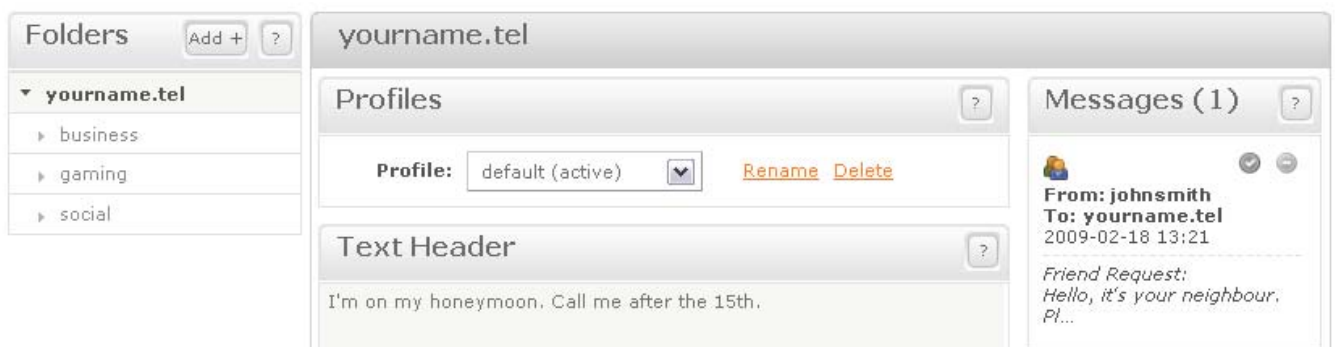 Folders
Add +
?
yourname.tel
business
gaming
social
yourname.tel
Profiles
?
Profile: default (active) Rename Delete
Text Header
?
I'm on my honeymoon. Call me after the 15th.
Messages (1)
?
From: johnsmith
To: yourname.tel
2009-02-18 13:21
Friend Request:
Hello, it's your neighbour.
Pl...